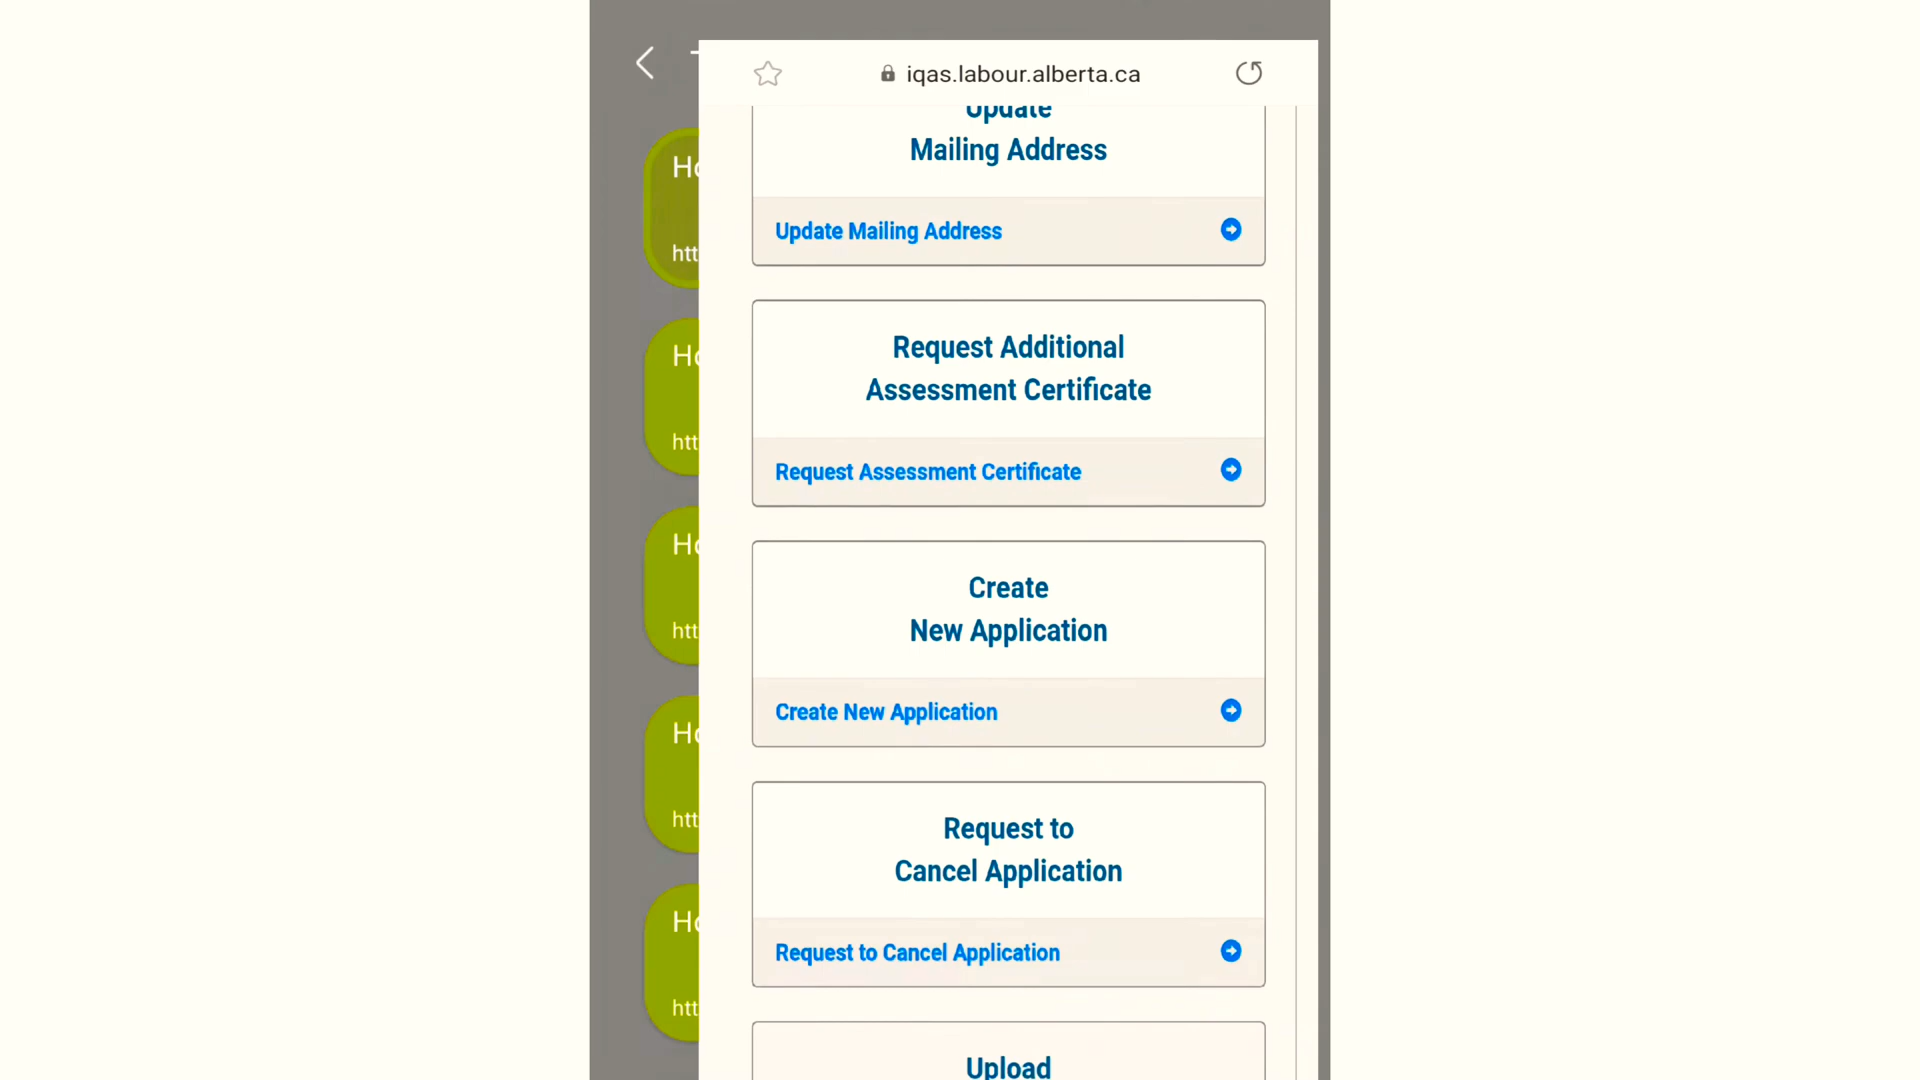 iqas.labour.alberta.ca
Update
Mailing Address
Update Mailing Address
Request Additional
Assessment Certificate
Request Assessment Certificate
Create
New Application
Create New Application
Request to
Cancel Application
Request to Cancel Application
Upload